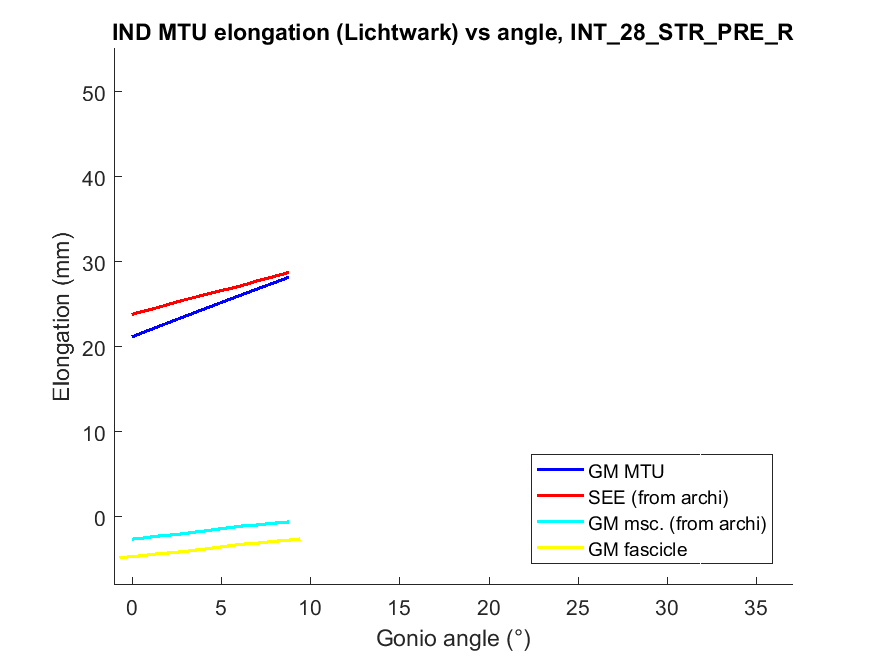 IND MTU elongation (Lichtwark) vs angle, INT_28_STR_PRE_R
50
40
30
20
10
0
Elongation (mm)
GM MTU
SEE (from archi)
GM msc. (from archi)
GM fascicle
0 5 10 15 20 25 30 35
Gonio angle (°)